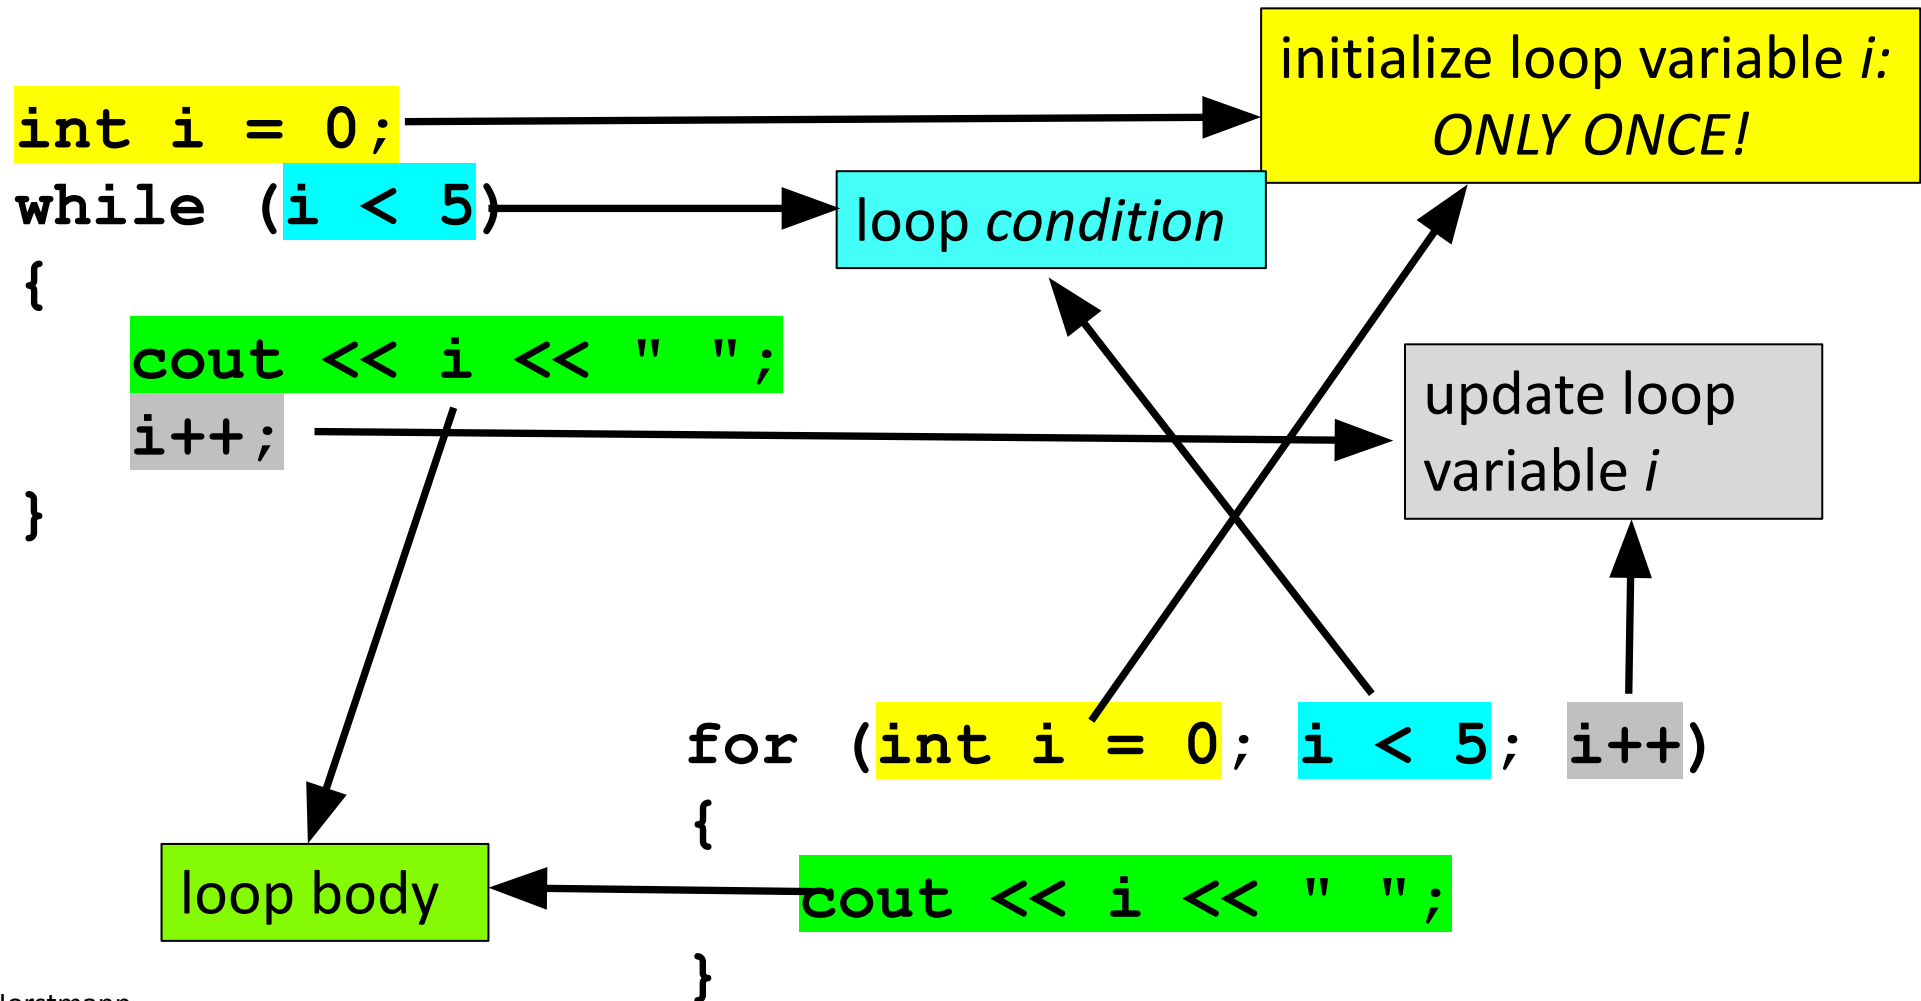 int i = 0;
while (i < 5)
{
cout << i << " ";
i++;
}
initialize loop variable i:
ONLY ONCE!
loop condition
update loop
variable i
for (int i = 0; i < 5; i++)
{
cout << i << " ";
}
loop body